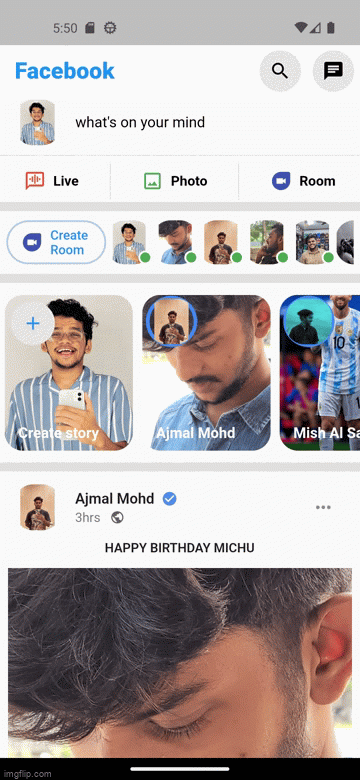 5:50
Facebook
what's on your mind
Live
Photo
Room
Create
Room
Create story
Ajmal Mohd
Mish Al Sa
10
Ajmal Mohd
3hrs
HAPPY BIRTHDAY MICHU
imgflip.com